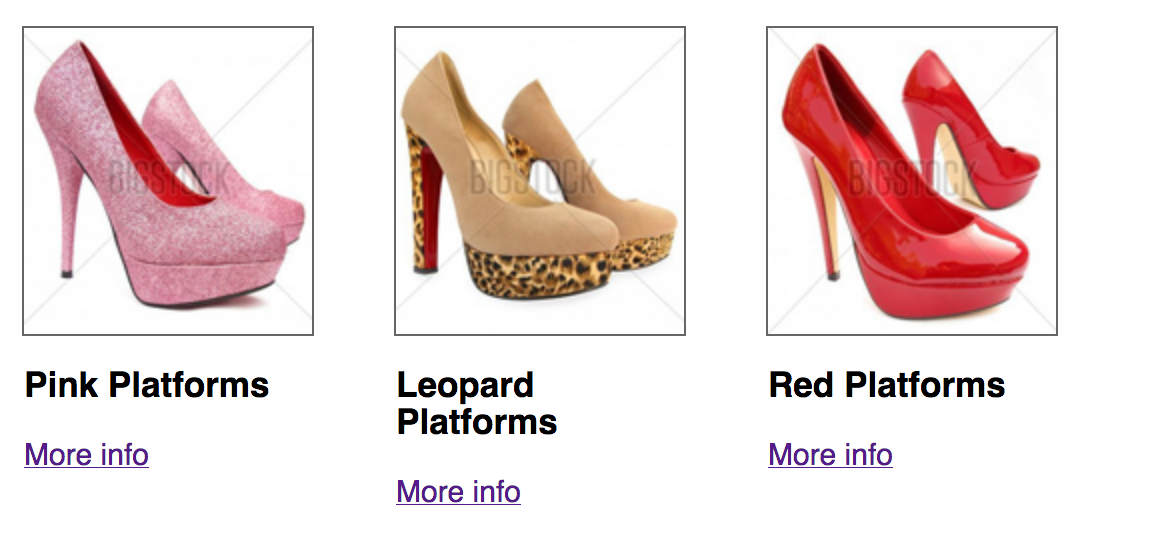 BIGSTOCK
BIGSTOCK
BIGSTOCK
Pink Platforms
More info
Leopard
Platforms
More info
Red Platforms
More info